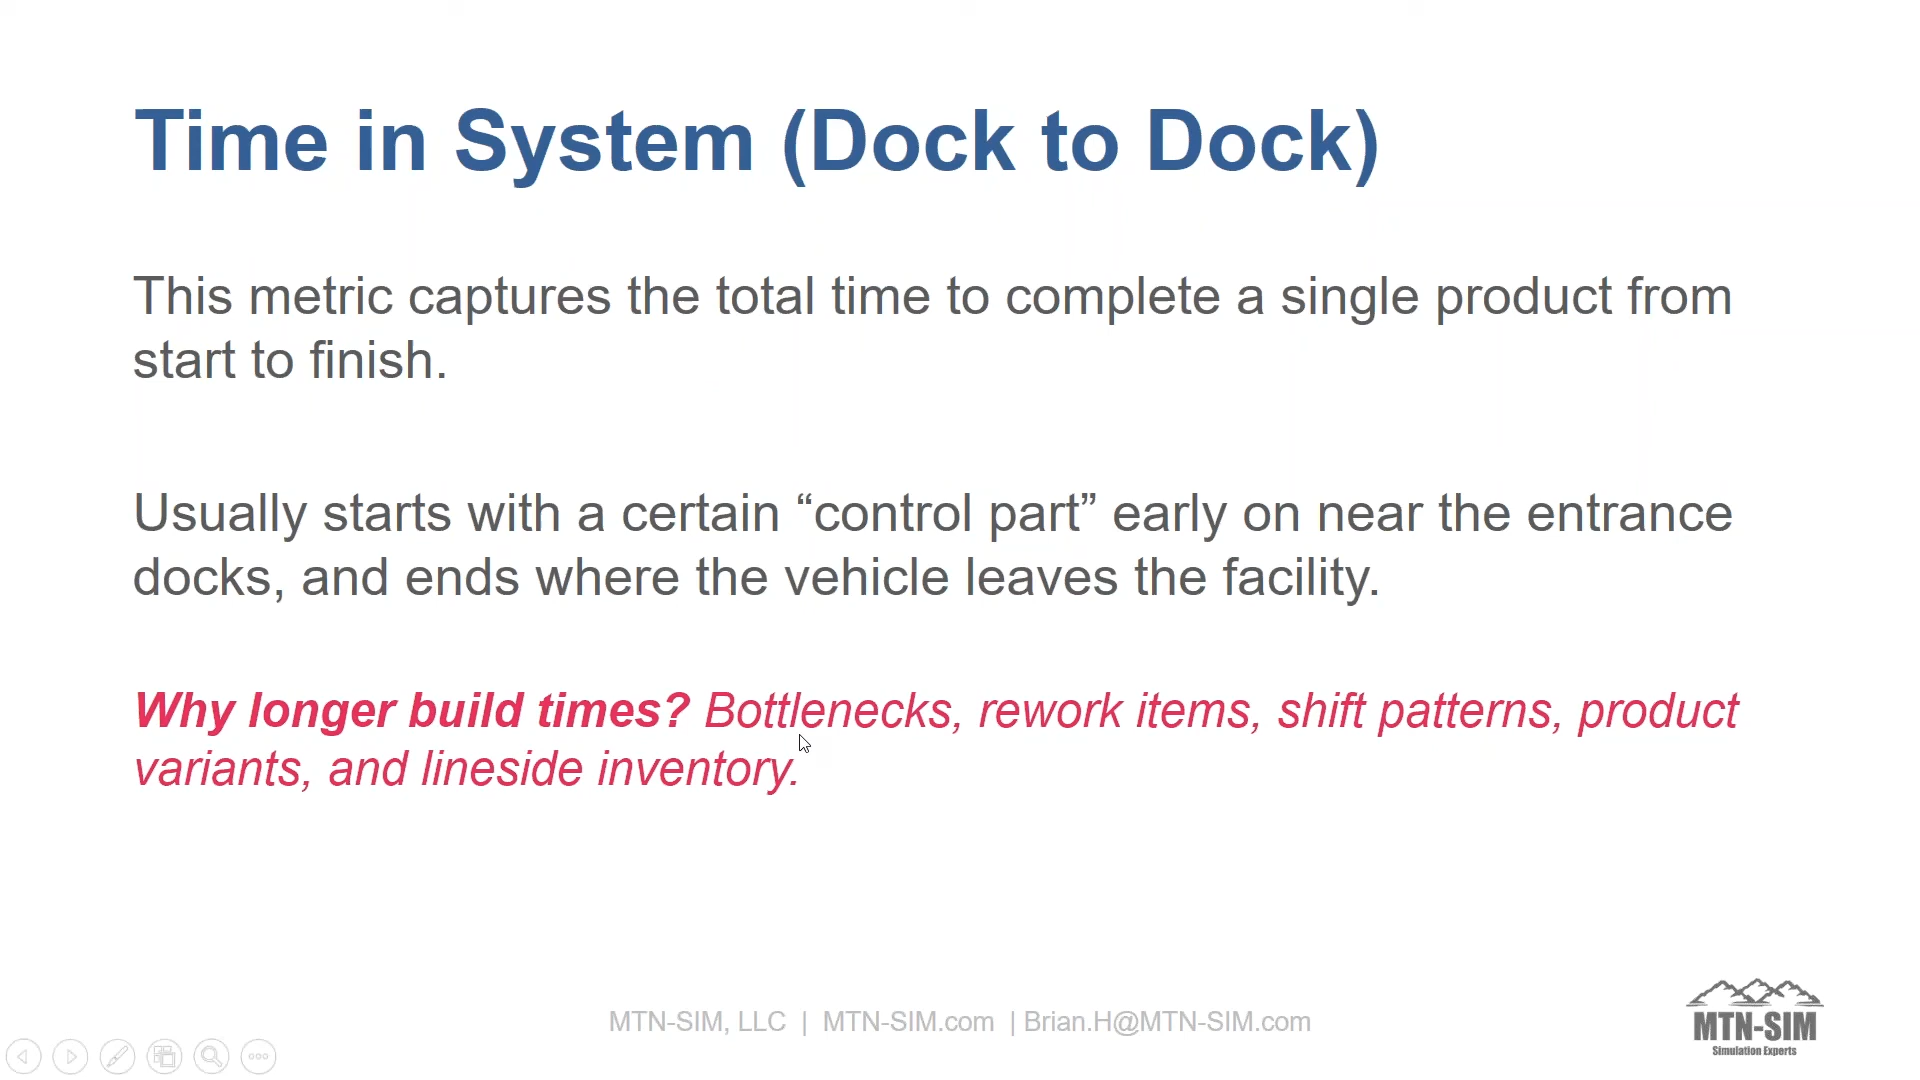 Time in System (Dock to Dock)
This metric captures the total time to complete a single product from
start to finish.
Usually starts with a certain “control part” early on near the entrance
docks, and ends where the vehicle leaves the facility.
Why longer build times? Bottlenecks, rework items, shift patterns, product
variants, and lineside inventory.
MTN-SIM, LLC | MTN-SIM.com | Brian.H@MTN-SIM.com
MTN-SIM
Simulation Experts